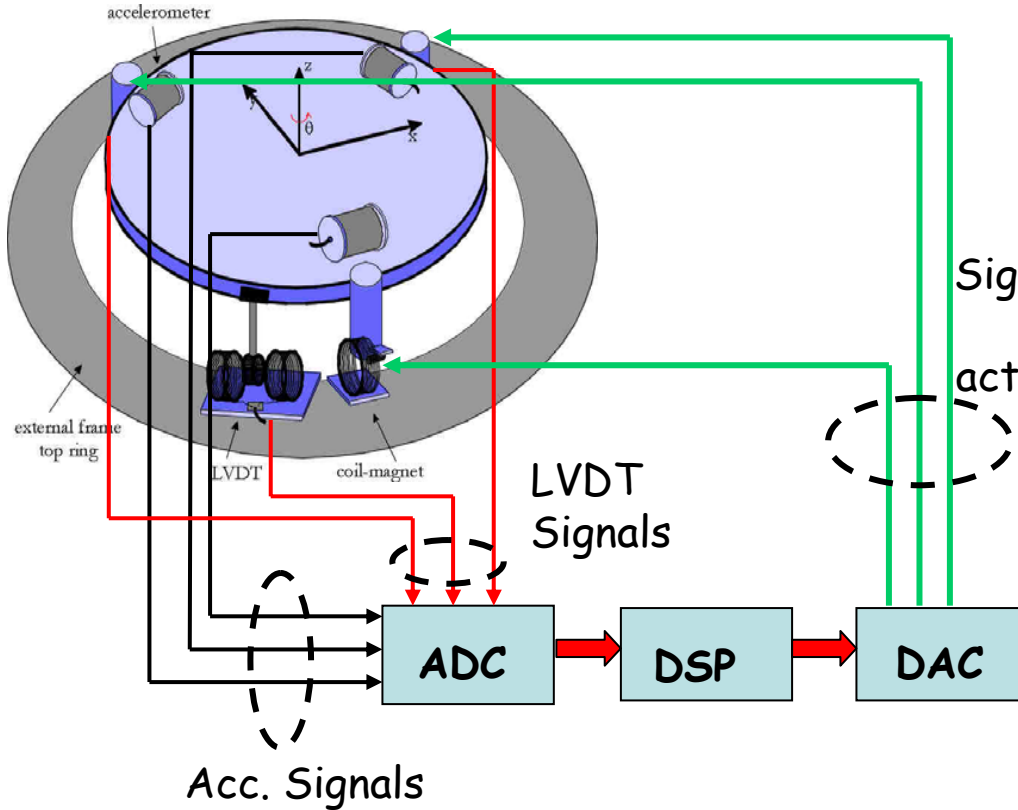 accelerometer
z
y
θ
x
Sig
act
external frame
top ring
LVDT
coil-magnet
LVDT
Signals
ADC
DSP
DAC
Acc. Signals